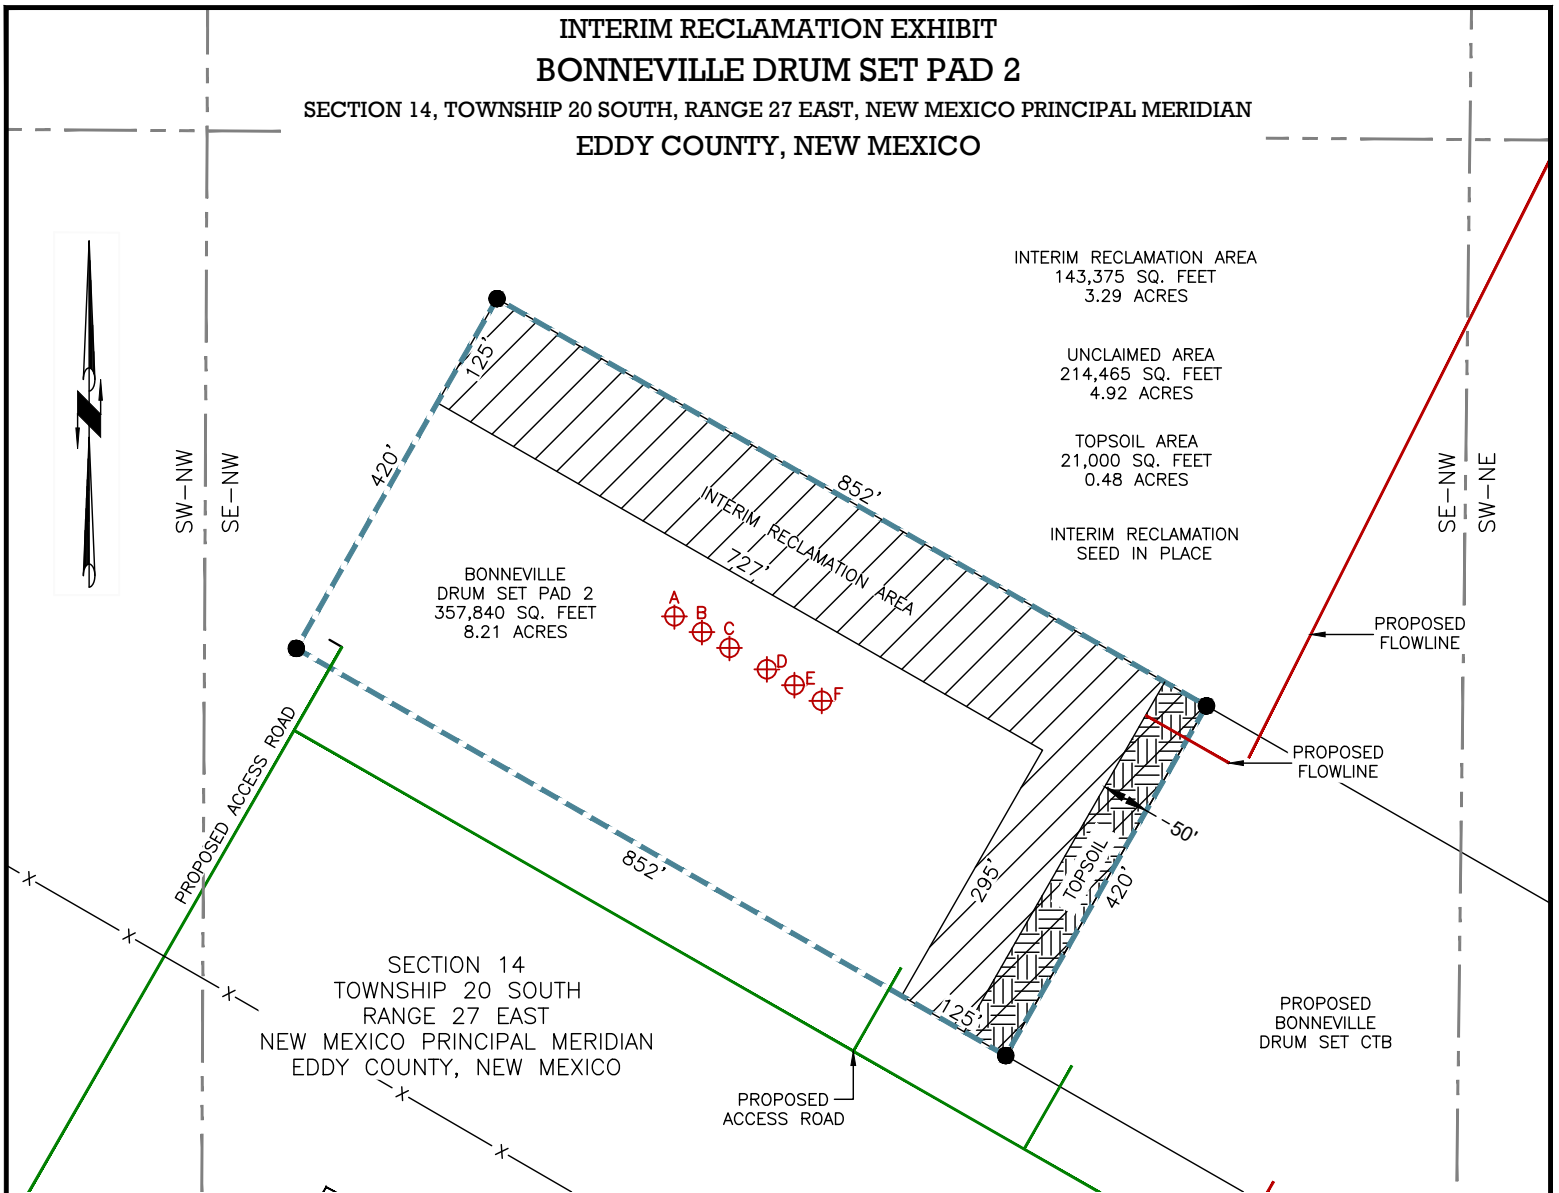 INTERIM RECLAMATION EXHIBIT
BONNEVILLE DRUM SET PAD 2
SECTION 14, TOWNSHIP 20 SOUTH, RANGE 27 EAST, NEW MEXICO PRINCIPAL MERIDIAN
EDDY COUNTY, NEW MEXICO
INTERIM RECLAMATION AREA
143,375 SQ. FEET
3.29 ACRES
UNCLAIMED AREA
214,465 SQ. FEET
4.92 ACRES
TOPSOIL AREA
21,000 SQ. FEET
0.48 ACRES
INTERIM RECLAMATION
SEED IN PLACE
SW-NW
SE-NW
SE-NW
SW-NE
125'
420'
852'
INTERIM RECLAMATION AREA
727'
BONNEVILLE
DRUM SET PAD 2
357,840 SQ. FEET
8.21 ACRES
A
B
C
D
E
F
PROPOSED
FLOWLINE
PROPOSED
FLOWLINE
50'
TOPSOIL
420'
295'
852'
125'
PROPOSED ACCESS ROAD
X
X
X
X
X
SECTION 14
TOWNSHIP 20 SOUTH
RANGE 27 EAST
NEW MEXICO PRINCIPAL MERIDIAN
EDDY COUNTY, NEW MEXICO
PROPOSED
ACCESS ROAD
PROPOSED
BONNEVILLE
DRUM SET CTB